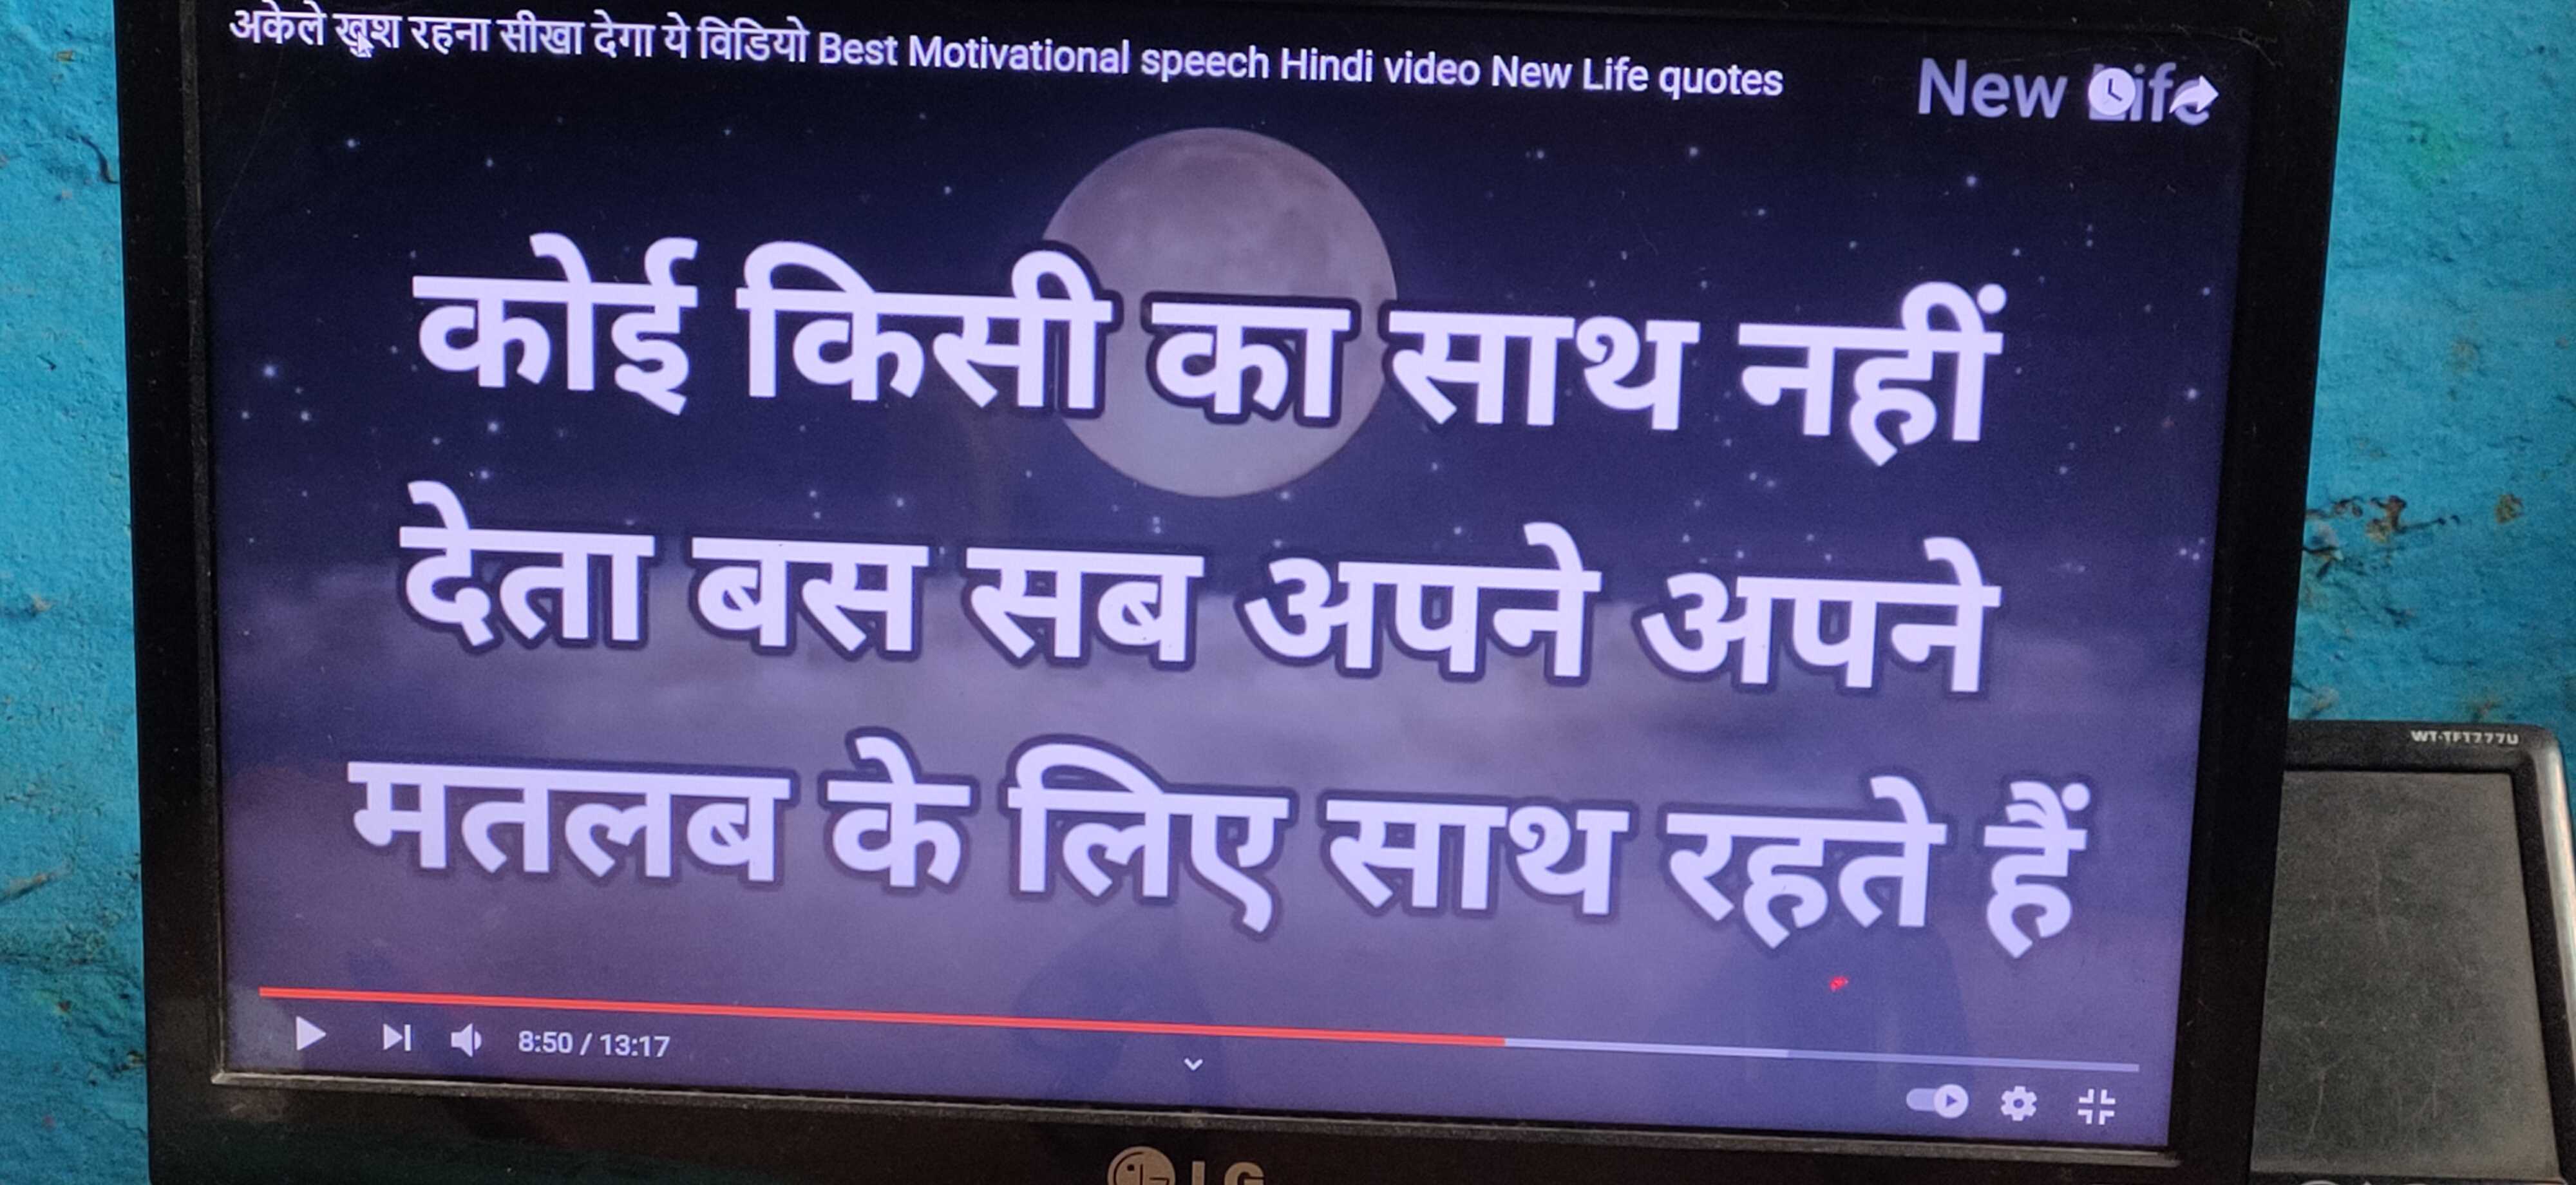 अकेले खुश रहना सीखा देगा ये विडियो Best Motivational speech Hindi video New Life quotes
New Life
कोई किसी का साथ नहीं
देता बस सब अपने अपने
मतलब के लिए साथ रहते हैं
8:50 / 13:17
LG